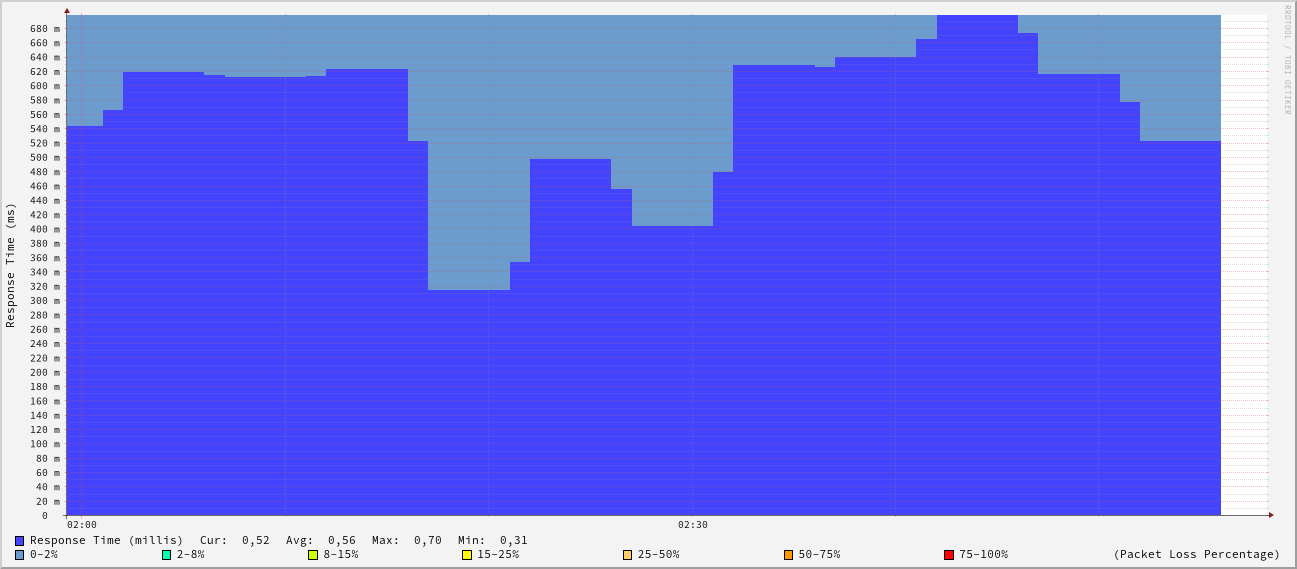 RRDTOOL / TOBI OETIKER
Response Time (ms)
680 m
660 m
640 m
620 m
600 m
580 m
560 m
540 m
520 m
500 m
480 m
460 m
440 m
420 m
400 m
380 m
360 m
340 m
320 m
300 m
280 m
260 m
240 m
220 m
200 m
180 m
160 m
140 m
120 m
100 m
80 m
60 m
40 m
20 m
0
02:00 02:30
Response Time (millis) Cur: 0,52 Avg: 0,56 Max: 0,70 Min: 0,31
0-2% 2-8% 8-15% 15-25% 25-50% 50-75% 75-100% (Packet Loss Percentage)